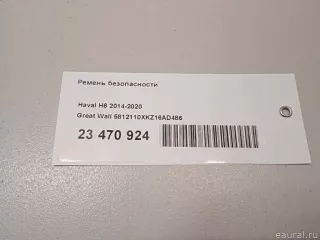 Ремень безопасности
Haval H8 2014-2020
Great Wall 5812110XKZ16AD486
23 470 924
eaural.ru